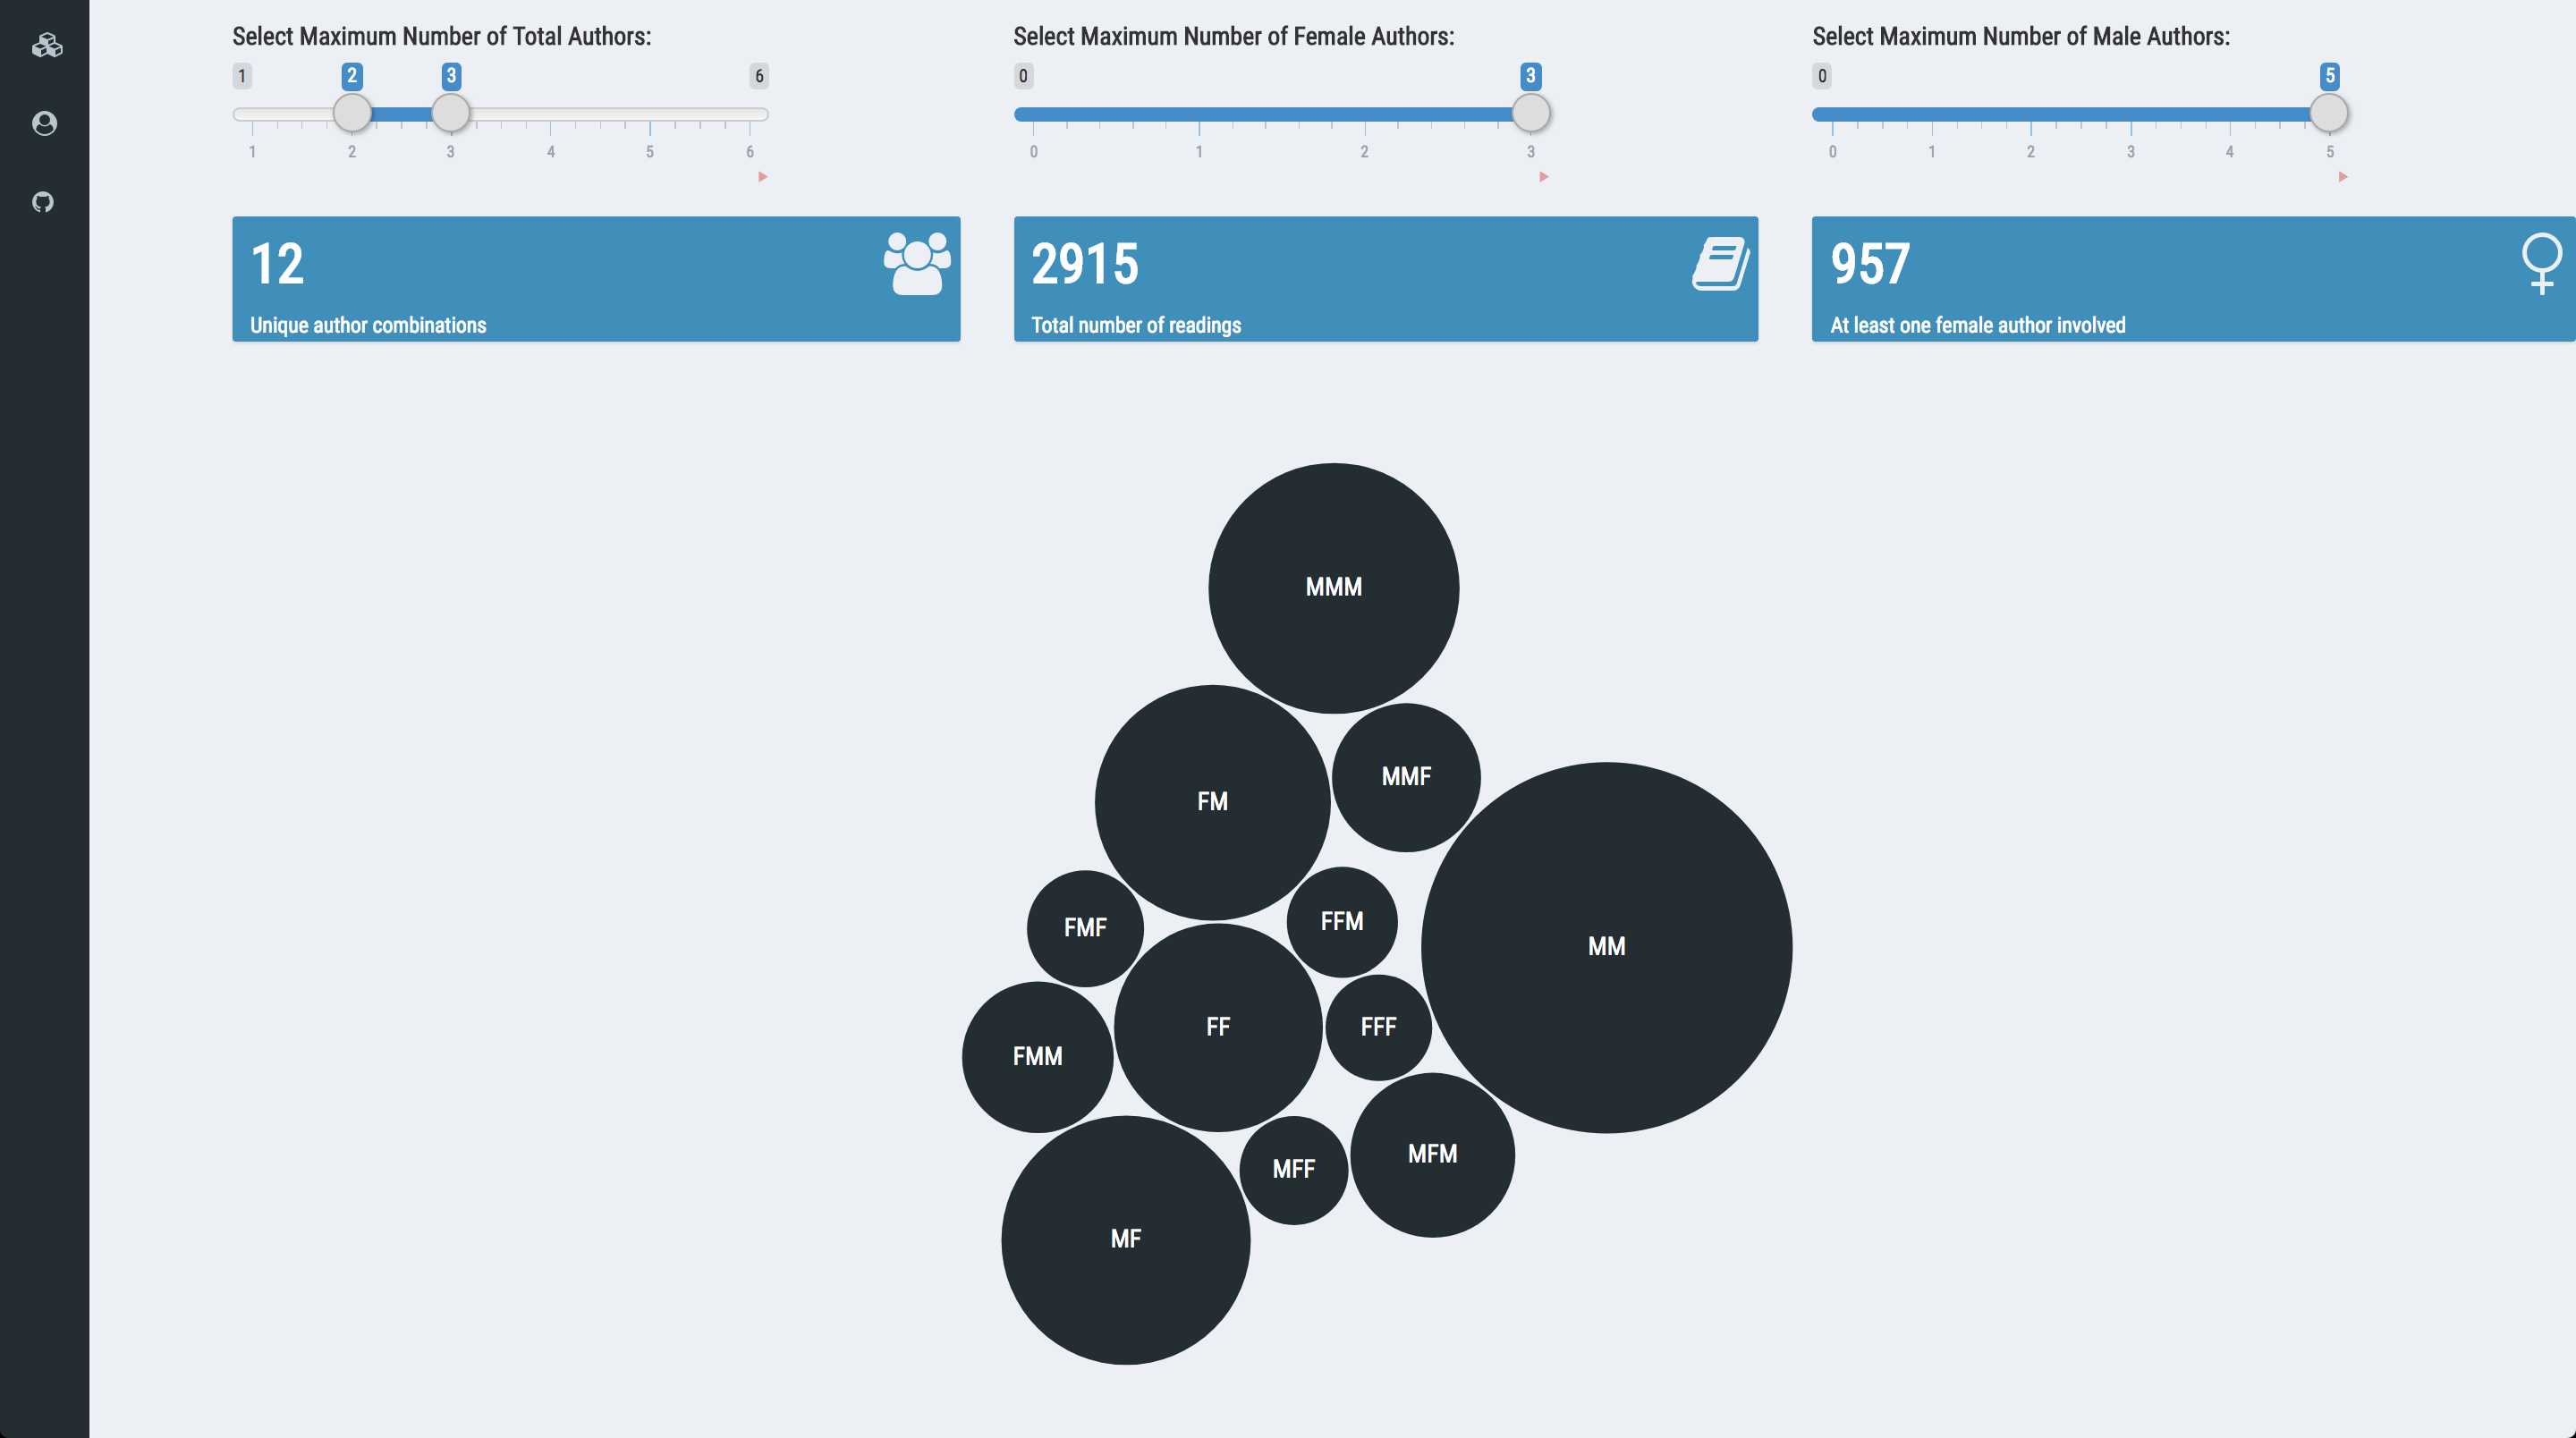 Select Maximum Number of Total Authors:
1 2 3 6
1 2 3 4 5 6
Select Maximum Number of Female Authors:
0 3
0 1 2 3
Select Maximum Number of Male Authors:
0 5
0 1 2 3 4 5
12
Unique author combinations
2915
Total number of readings
957
At least one female author involved
MMM
MMF
FM
FFM
FMF
MM
FF
FFF
FMM
MFM
MFF
MF